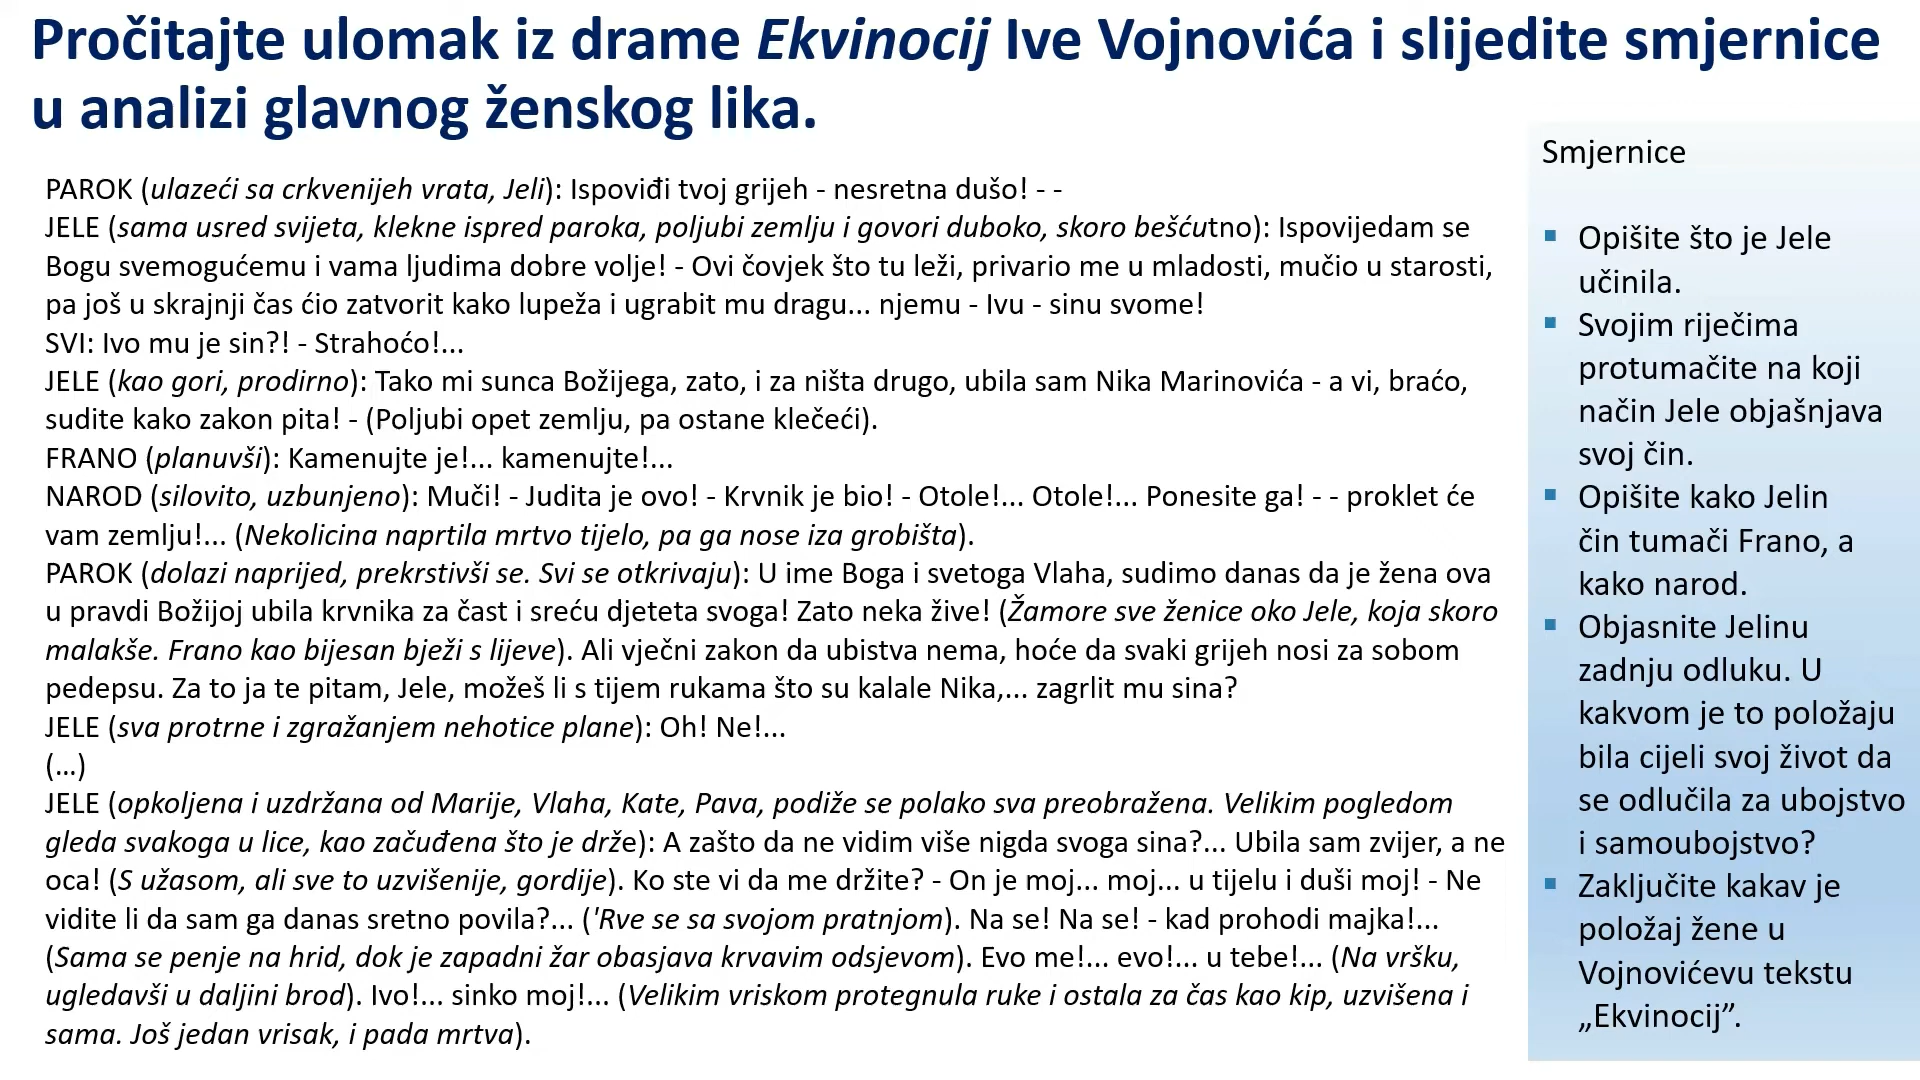 Pročitajte ulomak iz drame Ekvinocij Ive Vojnovića i slijedite smjernice
u analizi glavnog ženskog lika.
PAROK (ulazeći sa crkvenijeh vrata, Jeli): Ispoviđi tvoj grijeh - nesretna dušo! - -
JELE (sama usred svijeta, klekne ispred paroka, poljubi zemlju i govori duboko, skoro bešćutno): Ispovijedam se
Bogu svemogućemu i vama ljudima dobre volje! - Ovi čovjek što tu leži, privario me u mladosti, mučio u starosti,
pa još u skrajnji čas ćio zatvorit kako lupeža i ugrabit mu dragu... njemu - Ivu - sinu svome!
SVI: Ivo mu je sin?! - Strahoćo!...
JELE (kao gori, prodirno): Tako mi sunca Božijega, zato, i za ništa drugo, ubila sam Nika Marinovića - a vi, braćo,
sudite kako zakon pita! - (Poljubi opet zemlju, pa ostane klečeći).
FRANO (planuvši): Kamenujte je!... kamenujte!...
NAROD (silovito, uzbunjeno): Muči! - Judita je ovo! - Krvnik je bio! - Otole!... Otole!... Ponesite ga! - - proklet će
vam zemlju!... (Nekolicina naprtila mrtvo tijelo, pa ga nose iza grobišta).
PAROK (dolazi naprijed, prekrstivši se. Svi se otkrivaju): U ime Boga i svetoga Vlaha, sudimo danas da je žena ova
u pravdi Božijoj ubila krvnika za čast i sreću djeteta svoga! Zato neka žive! (Žamore sve ženice oko Jele, koja skoro
malakše. Frano kao bijesan bježi s lijeve). Ali vječni zakon da ubistva nema, hoće da svaki grijeh nosi za sobom
pedepsu. Za to ja te pitam, Jele, možeš li s tijem rukama što su kalale Nika,... zagrlit mu sina?
JELE (sva protrne i zgražanjem nehotice plane): Oh! Ne!...
(...)
JELE (opkoljena i uzdržana od Marije, Vlaha, Kate, Pava, podiže se polako sva preobražena. Velikim pogledom
gleda svakoga u lice, kao začuđena što je drže): A zašto da ne vidim više nigda svoga sina?... Ubila sam zvijer, a ne
oca! (S užasom, ali sve to uzvišenije, gordije). Ko ste vi da me držite? - On je moj... moj... u tijelu i duši moj! - Ne
vidite li da sam ga danas sretno povila?... ('Rve se sa svojom pratnjom). Na se! Na se! - kad prohodi majka!...
(Sama se penje na hrid, dok je zapadni žar obasjava krvavim odsjevom). Evo me!... evo!... u tebe!... (Na vršku,
ugledavši u daljini brod). Ivo!... sinko moj!... (Velikim vriskom protegnula ruke i ostala za čas kao kip, uzvišena i
sama. Još jedan vrisak, i pada mrtva).
Smjernice
▪ Opišite što je Jele
učinila.
▪ Svojim riječima
protumačite na koji
način Jele objašnjava
svoj čin.
▪ Opišite kako Jelin
čin tumači Frano, a
kako narod.
▪ Objasnite Jelinu
zadnju odluku. U
kakvom je to položaju
bila cijeli svoj život da
se odlučila za ubojstvo
i samoubojstvo?
▪ Zaključite kakav je
položaj žene u
Vojnovićevu tekstu
„Ekvinocij”.